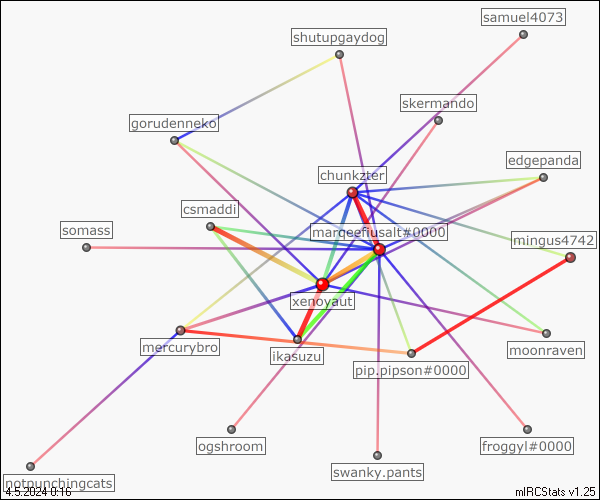 samuel4073
shutupgaydog
skermando
gorudenneko
edgepanda
chunkzter
csmaddi
somass
marqeefiusalt#0000
mingus4742
xenoyaut
mercurybro
moonraven
ikasuzu
pip.pipson#0000
ogshroom
froggyl#0000
swanky.pants
notpunchingcats
4.5.2024 0:16
mIRCStats v1.25